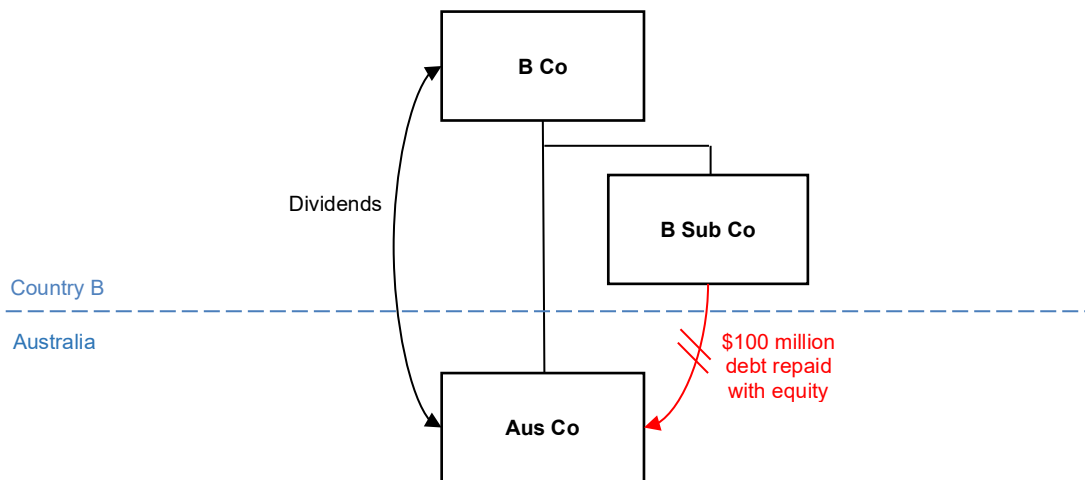 B Co
Dividends
B Sub Co
Country B
Australia
$100 million
debt repaid
with equity
Aus Co